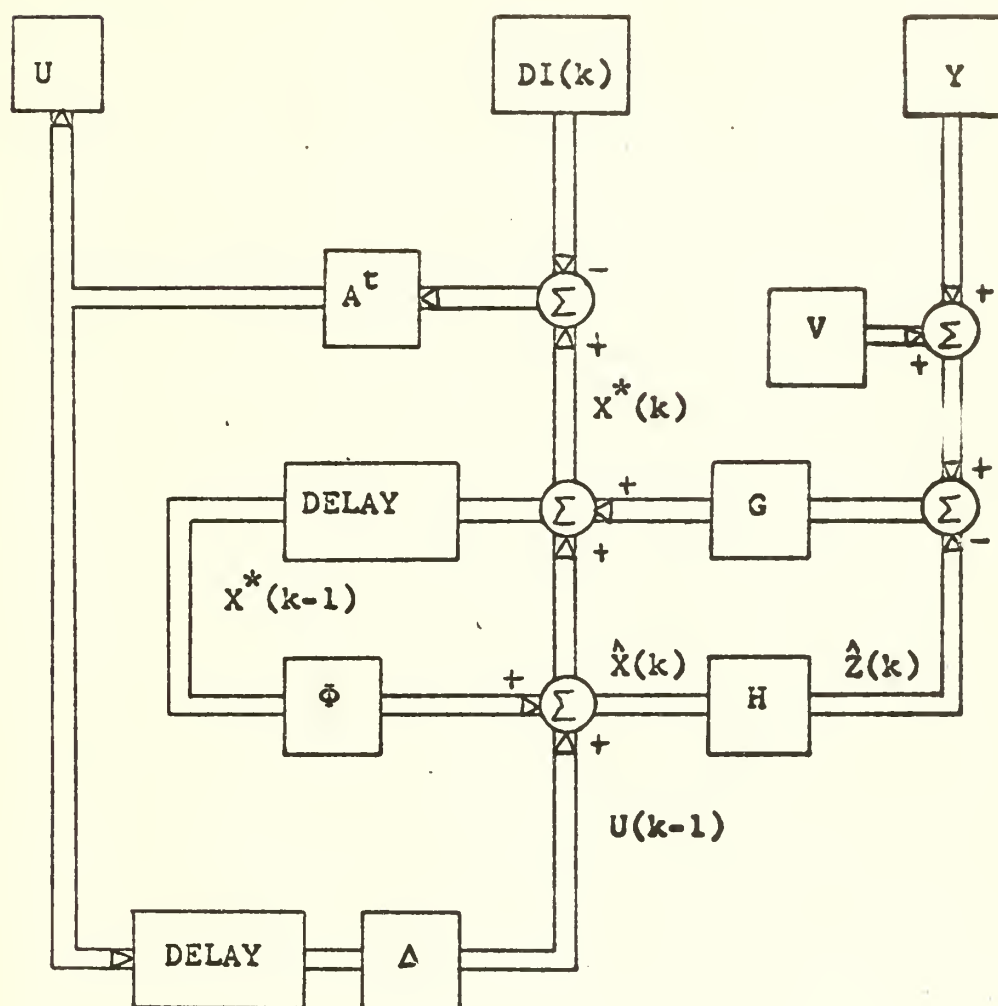 U
DI(k)
Y
A^t
−
Σ
+
V
+
Σ
+
X^*(k)
DELAY
+
Σ
+
G
+
Σ
−
X^*(k-1)
Φ
+
Σ
+
X̂(k)
H
Ẑ(k)
U(k-1)
DELAY
Δ